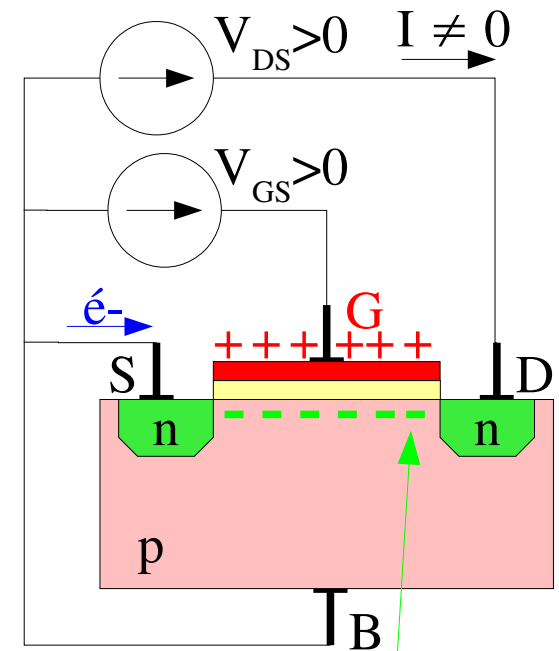 V_DS>0
I ≠ 0
V_GS>0
é-
G
+ + + + + +
S
D
n
n
p
B